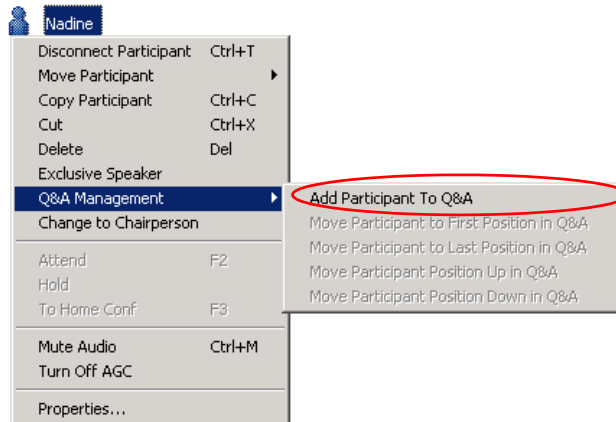 Nadine
Disconnect Participant Ctrl+T
Move Participant
Copy Participant Ctrl+C
Cut Ctrl+X
Delete Del
Exclusive Speaker
Q&A Management
Change to Chairperson
Attend F2
Hold
To Home Conf F3
Mute Audio Ctrl+M
Turn Off AGC
Properties...
Add Participant To Q&A
Move Participant to First Position in Q&A
Move Participant to Last Position in Q&A
Move Participant Position Up in Q&A
Move Participant Position Down in Q&A